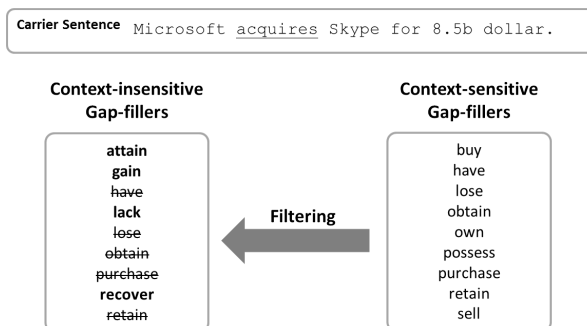 Carrier Sentence Microsoft acquires Skype for 8.5b dollar.
Context-insensitive
Gap-fillers
attain
gain
have
lack
lose
obtain
purchase
recover
retain
Filtering
Context-sensitive
Gap-fillers
buy
have
lose
obtain
own
possess
purchase
retain
sell